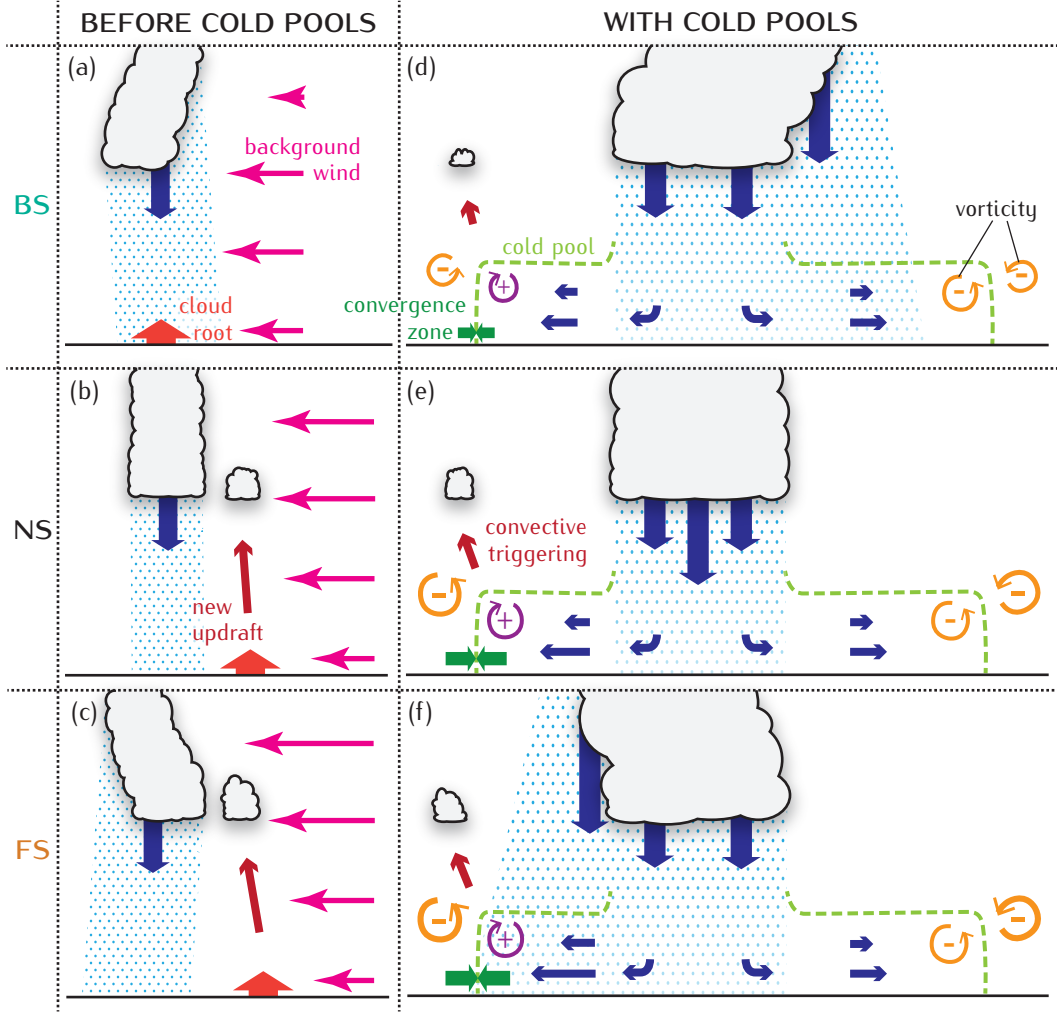 BEFORE COLD POOLS
WITH COLD POOLS
BS
(a)
background
wind
cloud
root
(d)
cold pool
convergence
zone
vorticity
-
+
-
-
NS
(b)
new
updraft
(e)
convective
triggering
-
+
-
-
FS
(c)
(f)
-
+
-
-